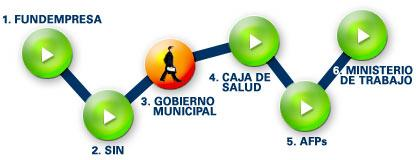 1. FUNDEMPRESA
2. SIN
3. GOBIERNO
MUNICIPAL
4. CAJA DE
SALUD
5. AFPs
6. MINISTERIO
DE TRABAJO